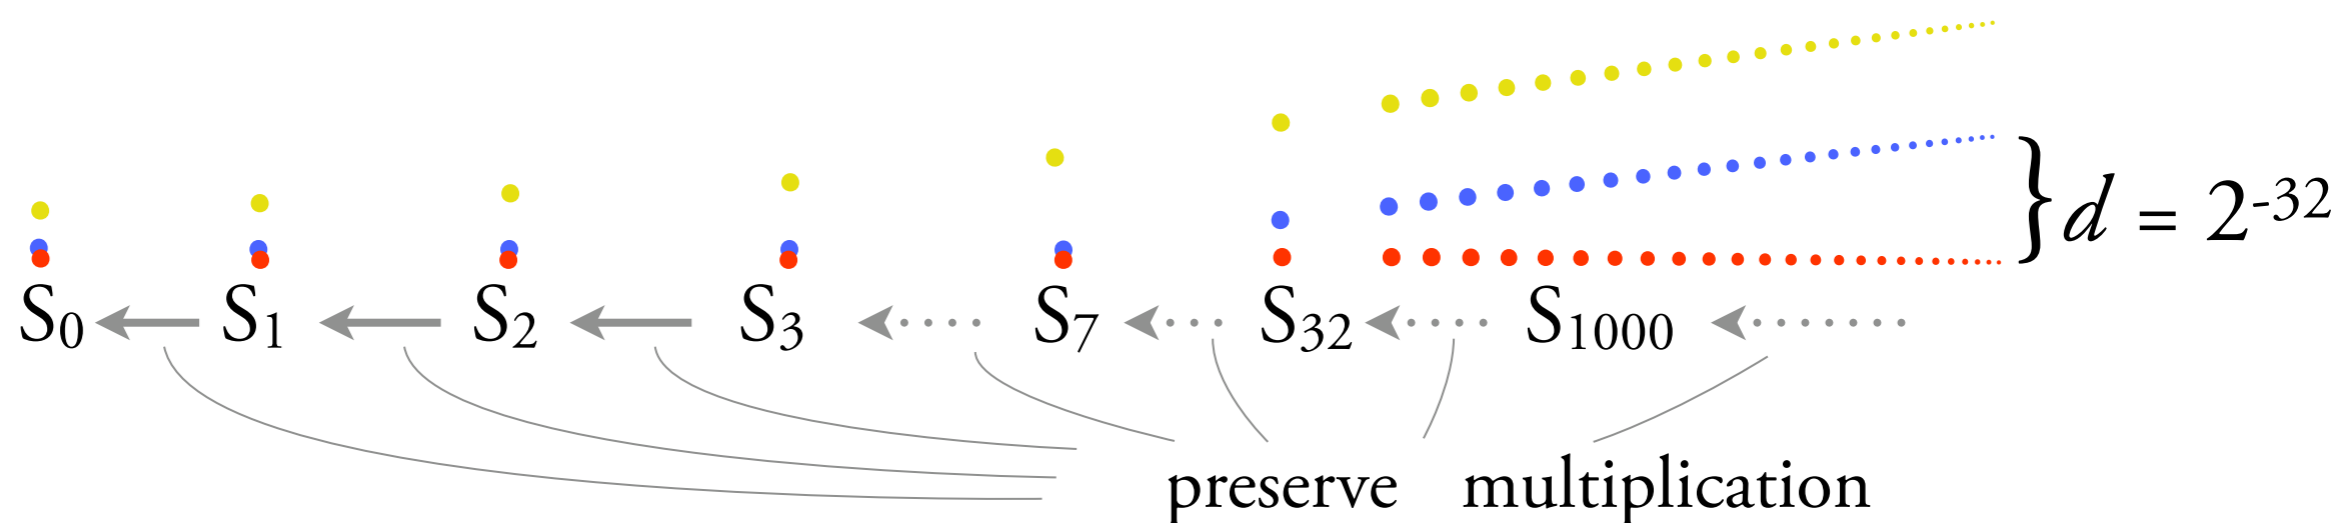 d = 2⁻³²
S₀ S₁ S₂ S₃ S₇ S₃₂ S₁₀₀₀
preserve multiplication